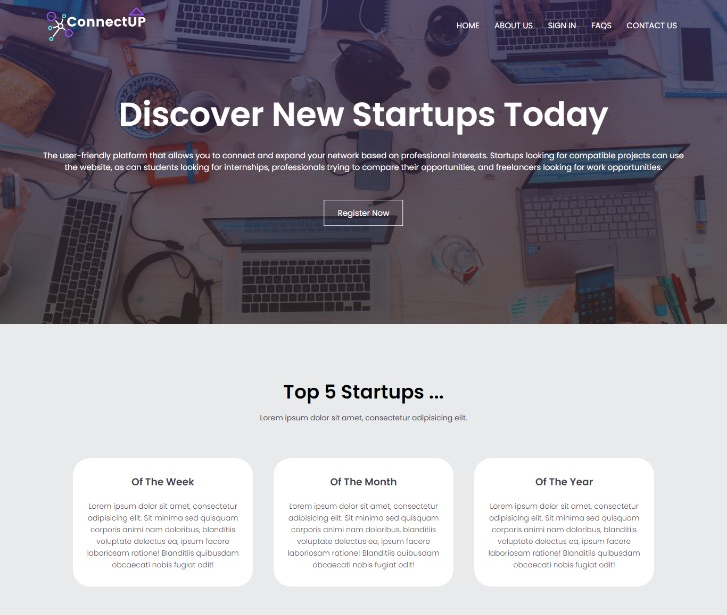 ConnectUP
HOME ABOUT US SIGN IN FAQS CONTACT US
Discover New Startups Today
The user-friendly platform that allows you to connect and expand your network based on professional interests. Startups looking for compatible projects can use
the website, as can students looking for internships, professionals trying to compare their opportunities, and freelancers looking for work opportunities.
Register Now
Top 5 Startups ...
Lorem ipsum dolor sit amet, consectetur adipisicing elit.
Of The Week
Lorem ipsum dolor sit amet, consectetur
adipisicing elit. Sit minima sed quisquam
corporis animi nam doloribus, blanditiis
voluptate delectus ea, ipsum facere
laboriosam ratione! Blanditiis quibusdam
obcaecati nobis fugiat odit!
Of The Month
Lorem ipsum dolor sit amet, consectetur
adipisicing elit. Sit minima sed quisquam
corporis animi nam doloribus, blanditiis
voluptate delectus ea, ipsum facere
laboriosam ratione! Blanditiis quibusdam
obcaecati nobis fugiat odit!
Of The Year
Lorem ipsum dolor sit amet, consectetur
adipisicing elit. Sit minima sed quisquam
corporis animi nam doloribus, blanditiis
voluptate delectus ea, ipsum facere
laboriosam ratione! Blanditiis quibusdam
obcaecati nobis fugiat odit!